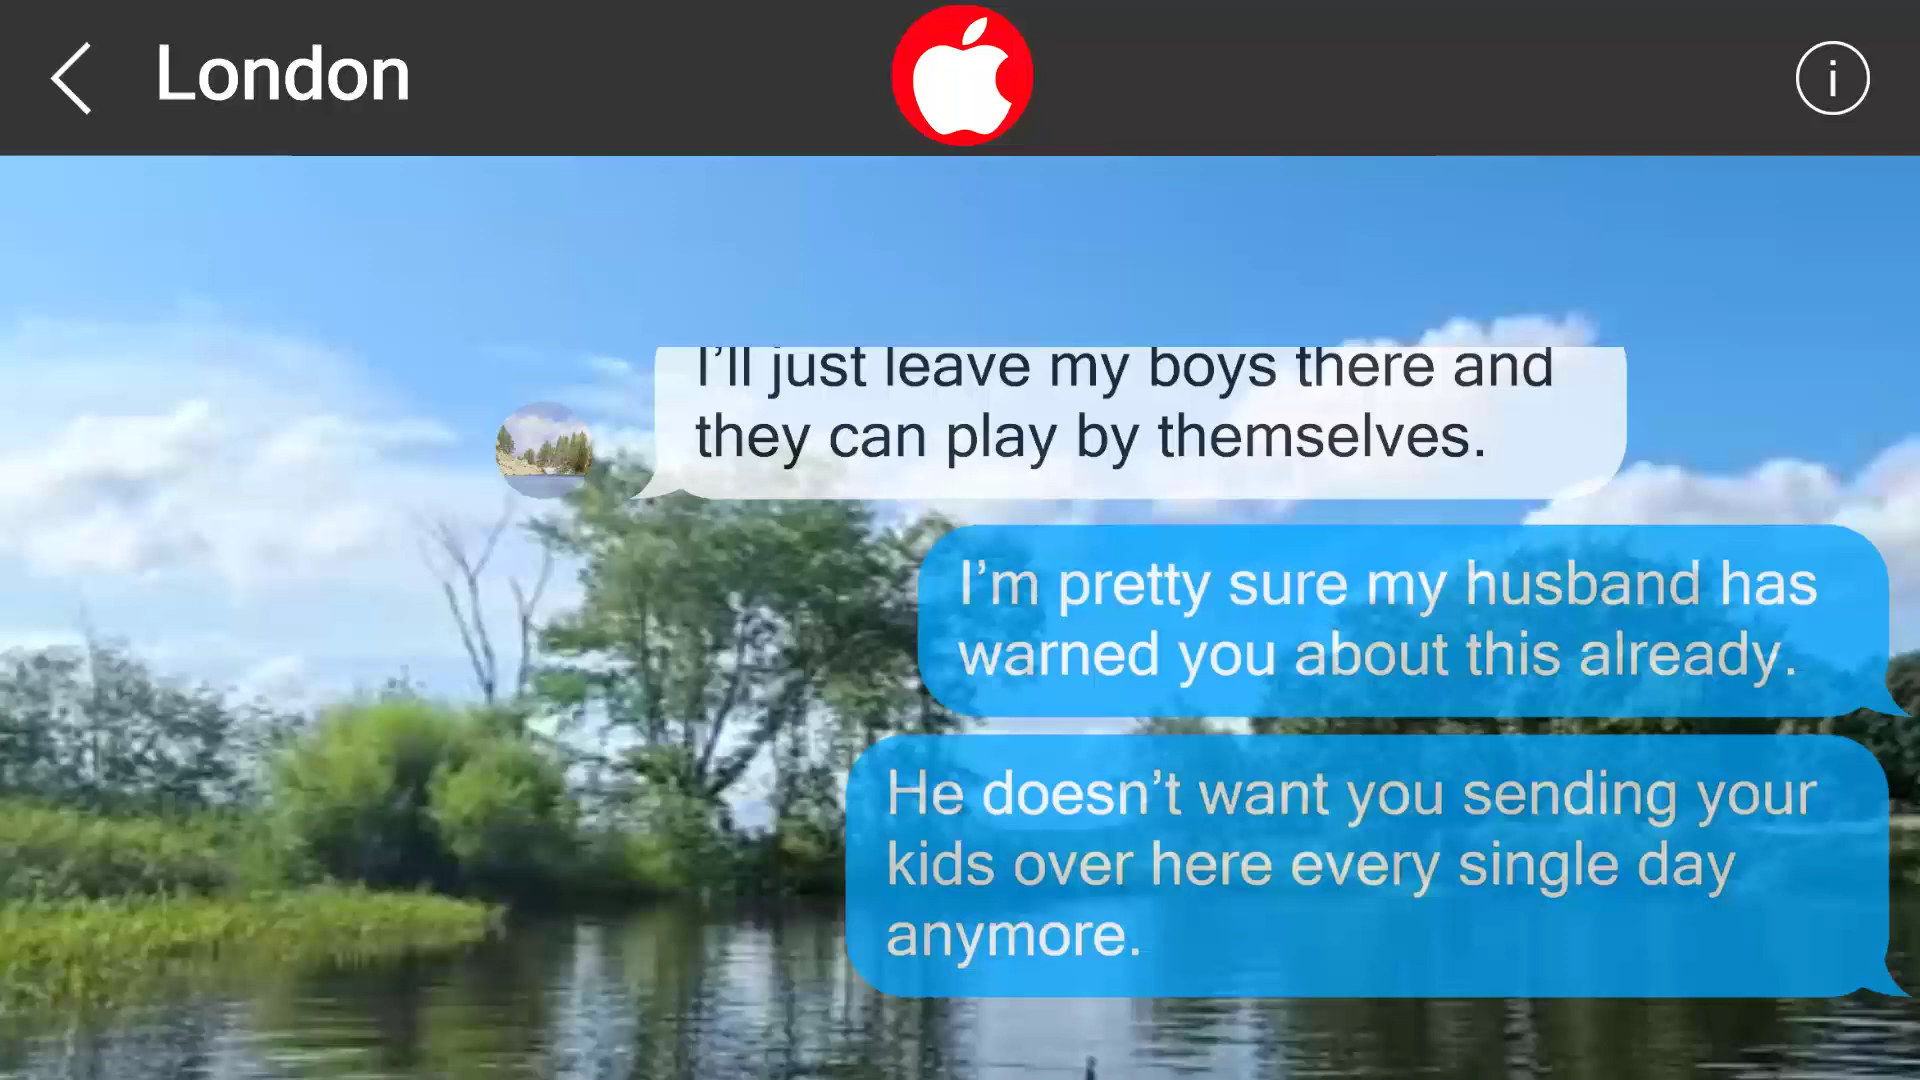 London
I’ll just leave my boys there and
they can play by themselves.
I’m pretty sure my husband has
warned you about this already.
He doesn’t want you sending your
kids over here every single day
anymore.